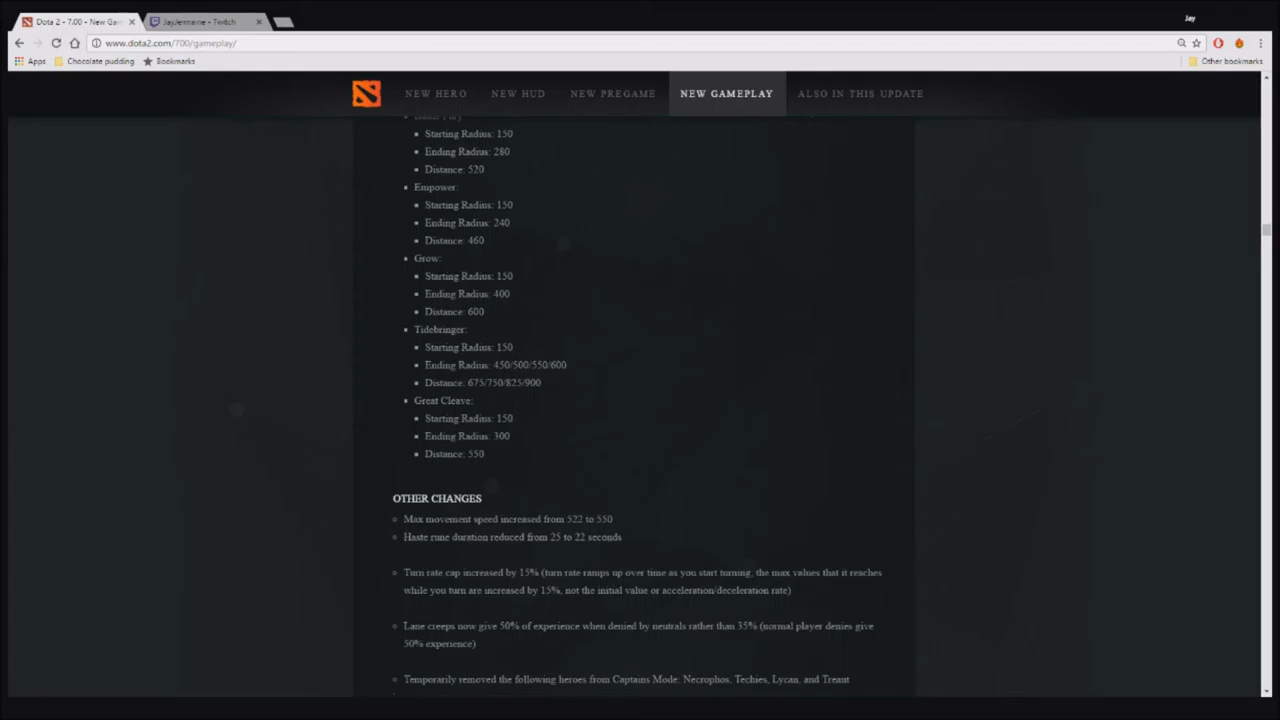 Dota 2 - 7.00 - New Gam
JayJermaine - Twitch
Jay
www.dota2.com/700/gameplay/
Apps
Chocolate pudding
Bookmarks
Other bookmarks
NEW HERO
NEW HUD
NEW PREGAME
NEW GAMEPLAY
ALSO IN THIS UPDATE
Starting Radius: 150
Ending Radius: 280
Distance: 520
Empower:
Starting Radius: 150
Ending Radius: 240
Distance: 460
Grow:
Starting Radius: 150
Ending Radius: 400
Distance: 600
Tidebringer:
Starting Radius: 150
Ending Radius: 450/500/550/600
Distance: 675/750/825/900
Great Cleave:
Starting Radius: 150
Ending Radius: 300
Distance: 550
OTHER CHANGES
Max movement speed increased from 522 to 550
Haste rune duration reduced from 25 to 22 seconds
Turn rate cap increased by 15% (turn rate ramps up over time as you start turning, the max values that it reaches
while you turn are increased by 15%, not the initial value or acceleration/deceleration rate)
Lane creeps now give 50% of experience when denied by neutrals rather than 35% (normal player denies give
50% experience)
Temporarily removed the following heroes from Captains Mode: Necrophos, Techies, Lycan, and Treant